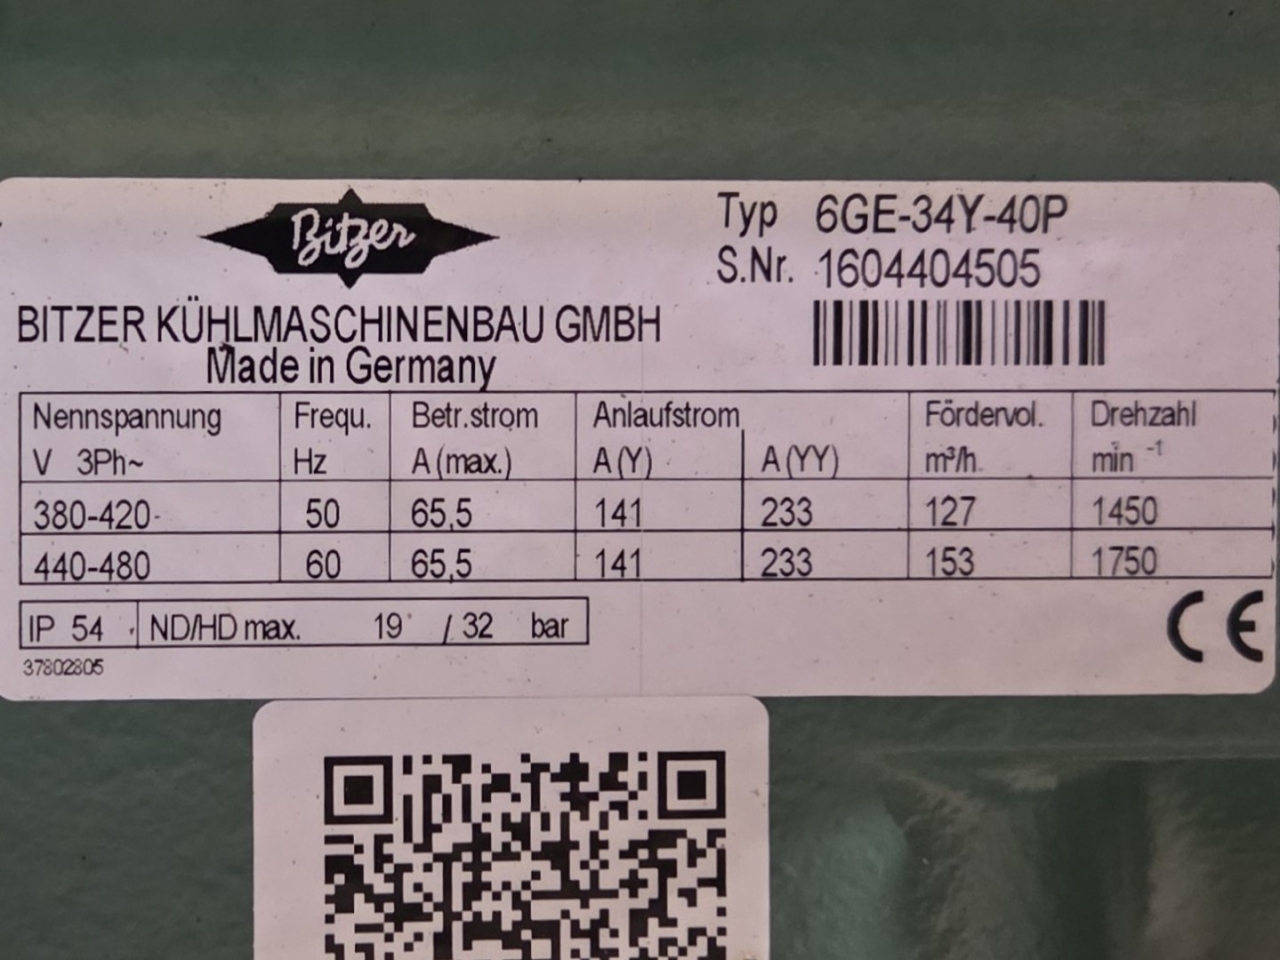 Bitzer
Typ 6GE-34Y-40P
S.Nr. 1604404505
BITZER KÜHLMASCHINENBAU GMBH
Made in Germany
Nennspannung Frequ. Betr.strom Anlaufstrom Fördervol. Drehzahl
V 3Ph~ Hz A (max.) A (Y) A (YY) m³/h min ⁻¹
380-420 50 65,5 141 233 127 1450
440-480 60 65,5 141 233 153 1750
IP 54 ND/HD max. 19 / 32 bar
CE
37802805